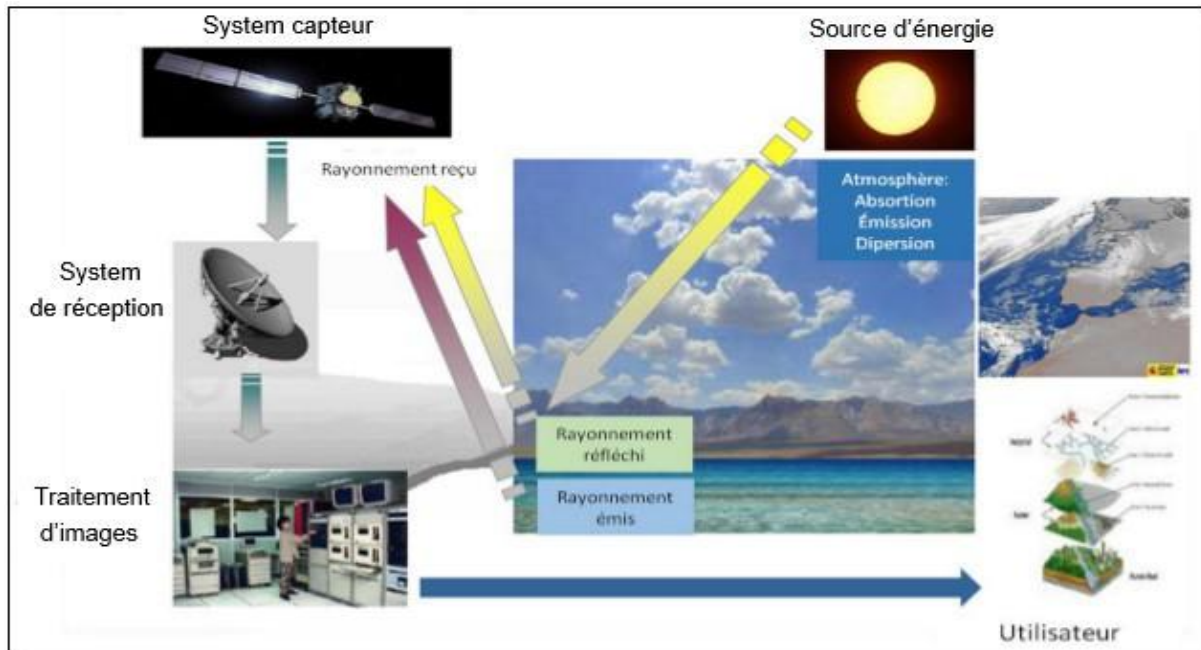 System capteur
Source d'énergie
Rayonnement reçu
Atmosphère:
Absortion
Émission
Dipersion
System
de réception
Rayonnement
réfléchi
Rayonnement
émis
Traitement
d'images
Utilisateur